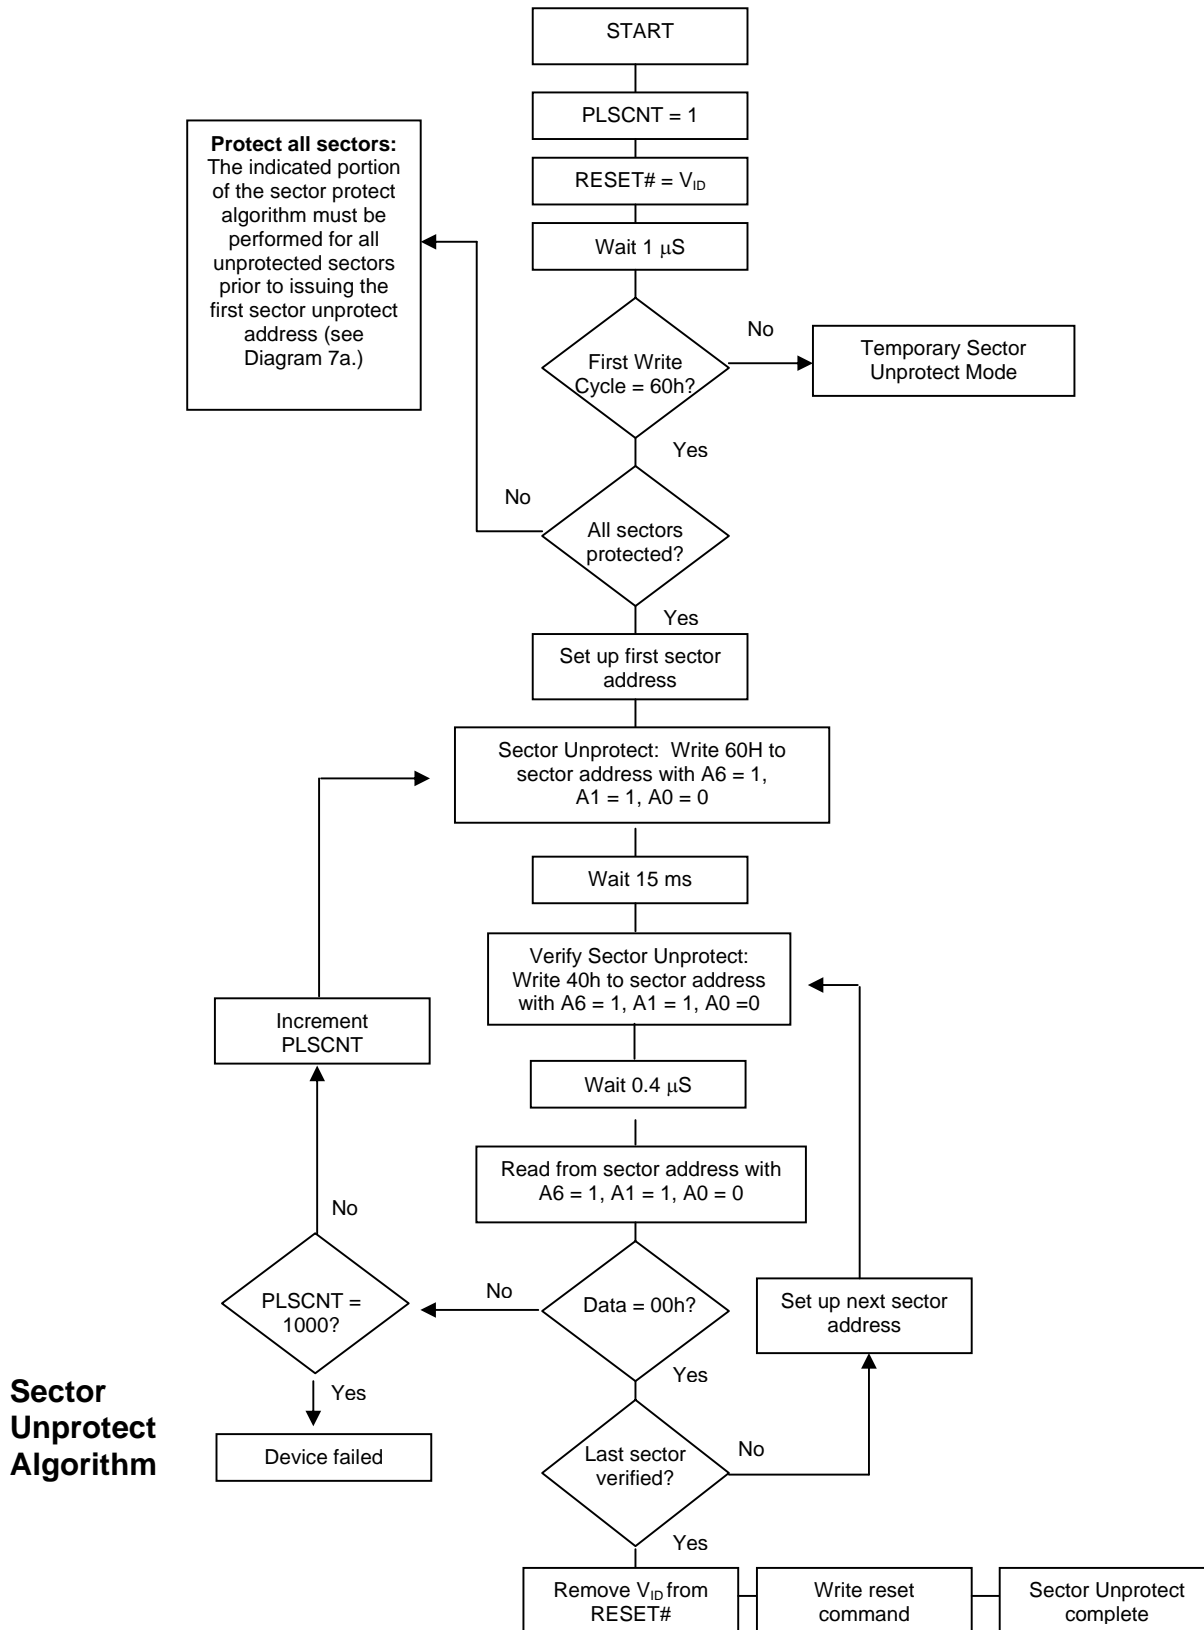 START
PLSCNT = 1
RESET# = VID
Wait 1 μS
Protect all sectors:
The indicated portion
of the sector protect
algorithm must be
performed for all
unprotected sectors
prior to issuing the
first sector unprotect
address (see
Diagram 7a.)
First Write
Cycle = 60h?
No
Temporary Sector
Unprotect Mode
Yes
All sectors
protected?
No
Yes
Set up first sector
address
Sector Unprotect:  Write 60H to
sector address with A6 = 1,
A1 = 1, A0 = 0
Wait 15 ms
Verify Sector Unprotect:
Write 40h to sector address
with A6 = 1, A1 = 1, A0 =0
Increment
PLSCNT
Wait 0.4 μS
Read from sector address with
A6 = 1, A1 = 1, A0 = 0
No
PLSCNT =
1000?
No
Data = 00h?
Set up next sector
address
Yes
Yes
Device failed
Last sector
verified?
No
Yes
Sector
Unprotect
Algorithm
Remove VID from
RESET#
Write reset
command
Sector Unprotect
complete